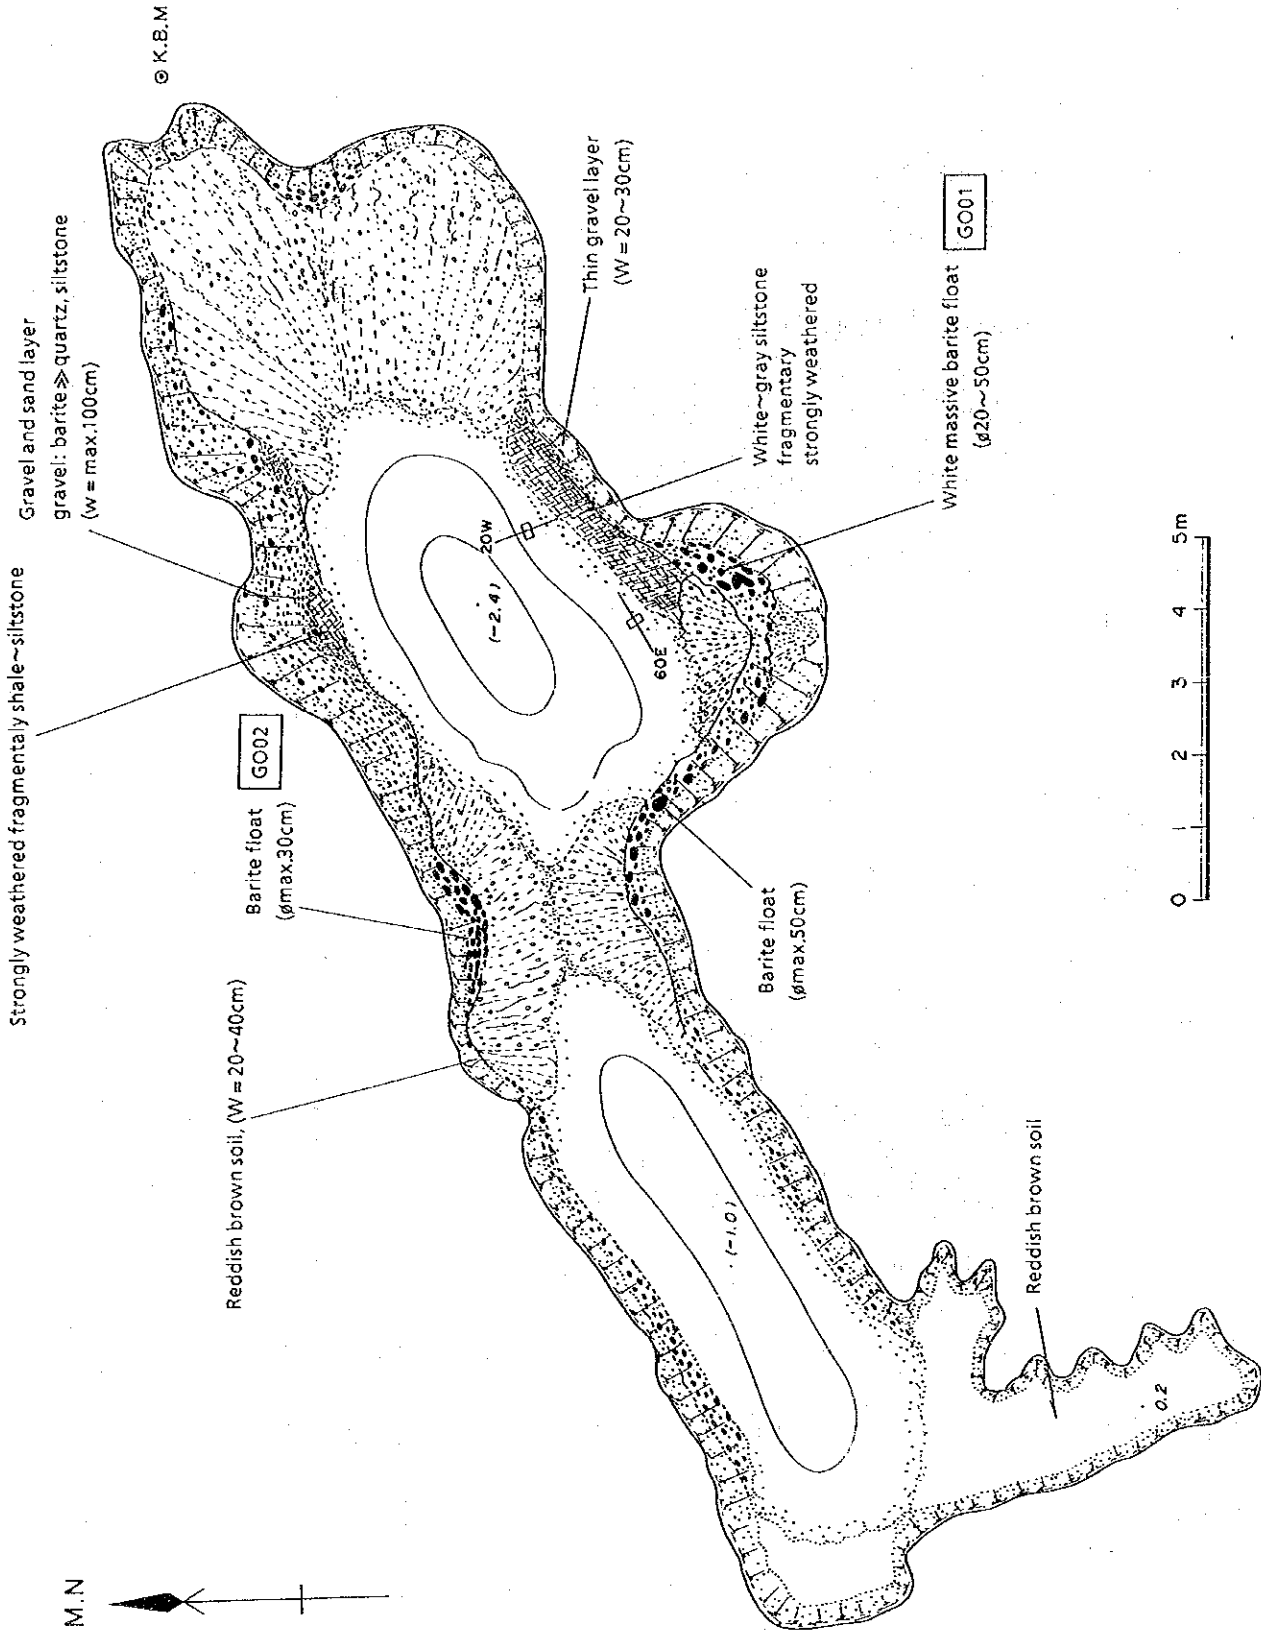 M.N
⊙ K.B.M
Gravel and sand layer
gravel: barite≫quartz, siltstone
(w = max.100cm)
Strongly weathered fragmentaly shale~siltstone
GO02
Barite float
(ømax.30cm)
Reddish brown soil, (W = 20~40cm)
Thin gravel layer
(W = 20~30cm)
White~gray siltstone
fragmentary
strongly weathered
GO01
White massive barite float
(ø20~50cm)
20W
(-2.4)
60E
Barite float
(ømax.50cm)
(-1.0)
Reddish brown soil
0.2
0 1 2 3 4 5m